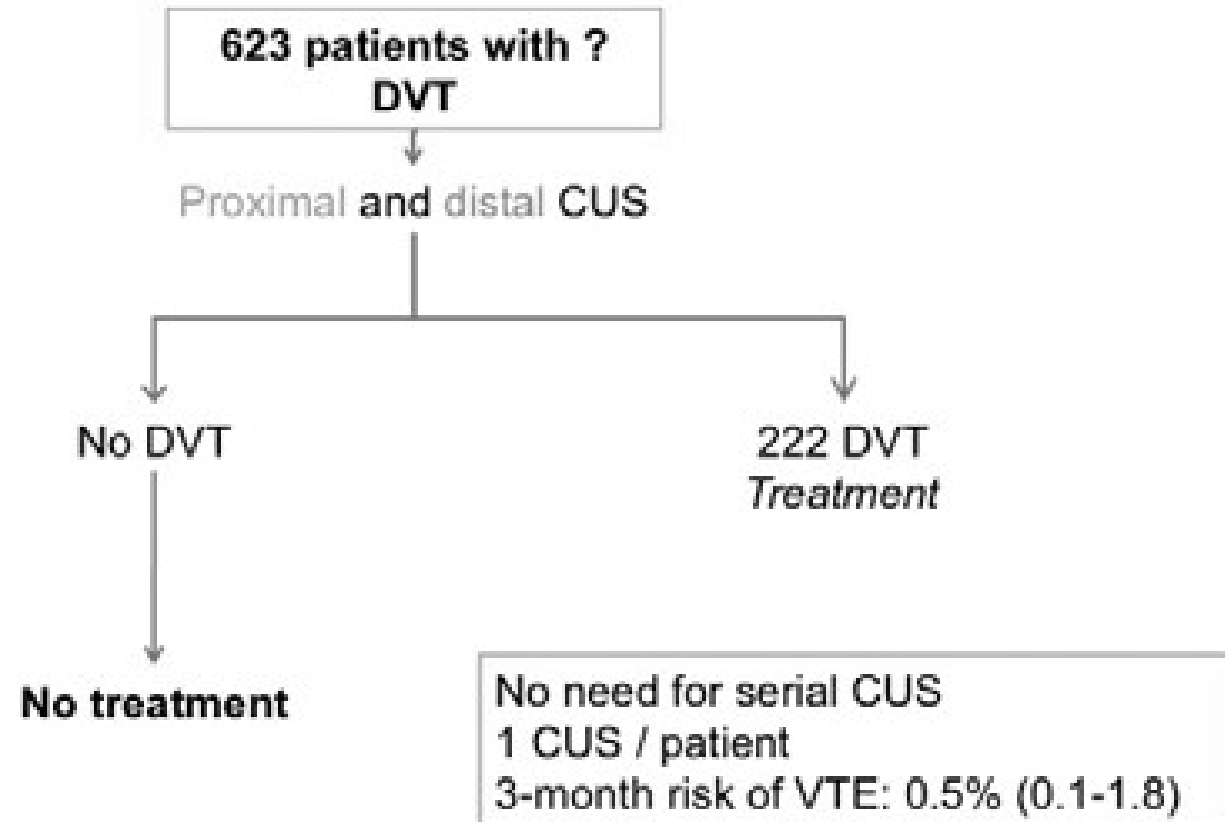 623 patients with ?
DVT
Proximal and distal CUS
No DVT
222 DVT
Treatment
No treatment
No need for serial CUS
1 CUS / patient
3-month risk of VTE: 0.5% (0.1-1.8)